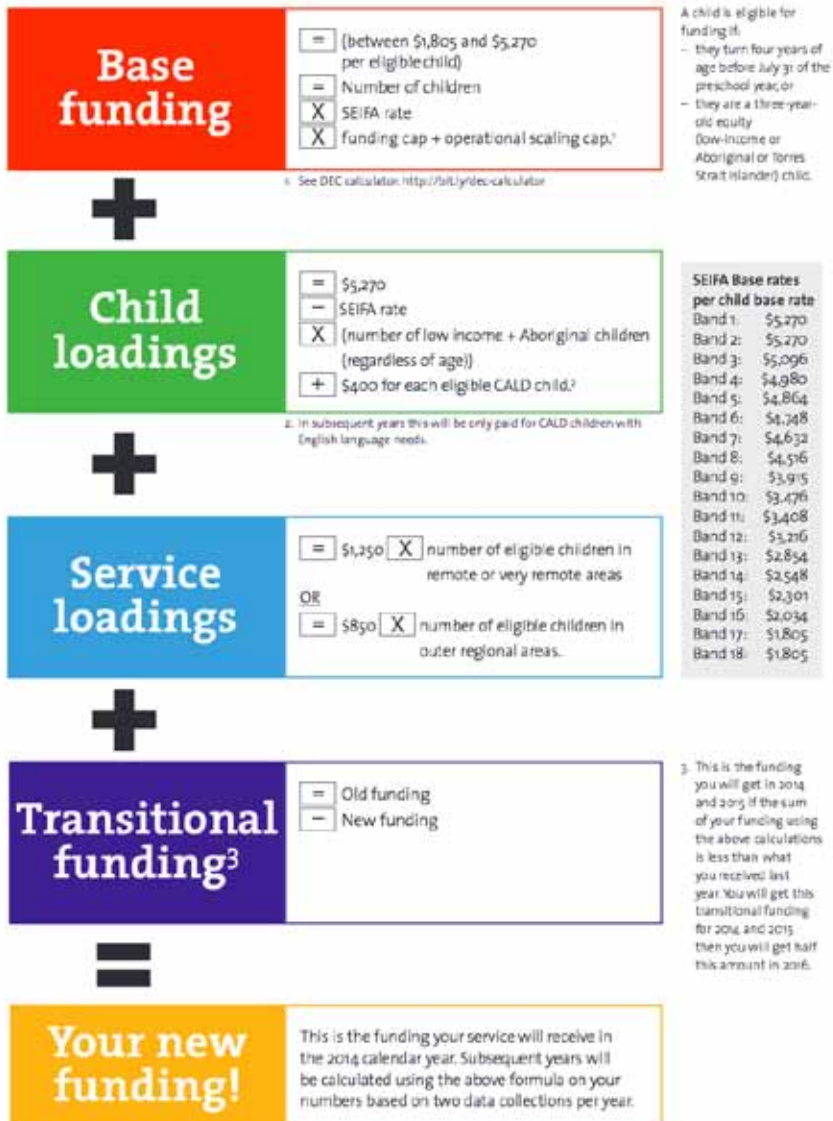 Base
funding
= (between $1,805 and $5,270
per eligible child)
= Number of children
X SEIFA rate
X funding cap + operational scaling cap.¹
1. See DEC calculator: http://bit.ly/dec-calculator
A child is eligible for
funding if:
– they turn four years of
age before July 31 of the
preschool year, or
– they are a three-year-
old equity
(low-income or
Aboriginal or Torres
Strait Islander) child.
+
Child
loadings
= $5,270
− SEIFA rate
X (number of low income + Aboriginal children
(regardless of age))
+ $400 for each eligible CALD child.²
2. In subsequent years this will be only paid for CALD children with
English language needs.
SEIFA Base rates
per child base rate
Band 1: $5,270
Band 2: $5,270
Band 3: $5,096
Band 4: $4,980
Band 5: $4,864
Band 6: $4,748
Band 7: $4,632
Band 8: $4,516
Band 9: $3,915
Band 10: $3,476
Band 11: $3,408
Band 12: $3,216
Band 13: $2,854
Band 14: $2,548
Band 15: $2,301
Band 16: $2,034
Band 17: $1,805
Band 18: $1,805
+
Service
loadings
= $1,250 X number of eligible children in
remote or very remote areas
OR
= $850 X number of eligible children in
outer regional areas.
+
Transitional
funding³
= Old funding
− New funding
3. This is the funding
you will get in 2014
and 2015 if the sum
of your funding using
the above calculations
is less than what
you received last
year. You will get this
transitional funding
for 2014 and 2015
then you will get half
this amount in 2016.
=
Your new
funding!
This is the funding your service will receive in
the 2014 calendar year. Subsequent years will
be calculated using the above formula on your
numbers based on two data collections per year.